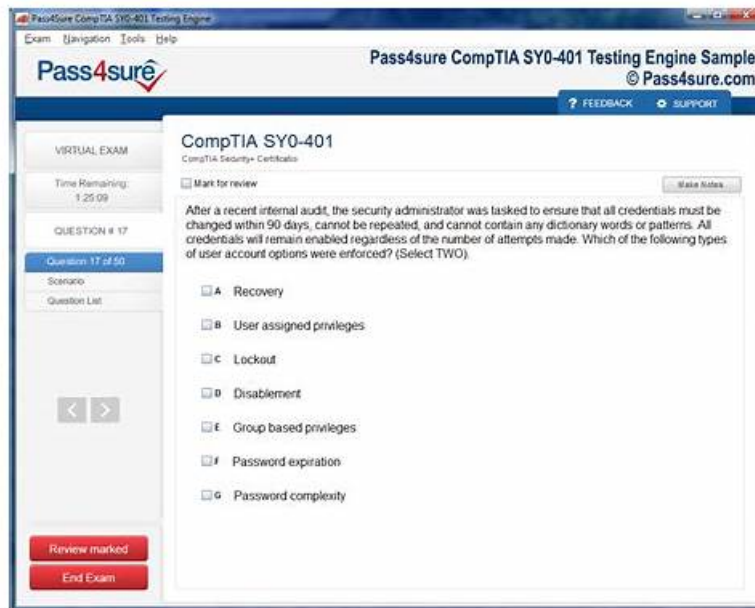 Pass4Sure CompTIA SY0-401 Testing Engine
Exam Navigation Tools Help
Pass4sure
Pass4sure CompTIA SY0-401 Testing Engine Sample
© Pass4sure.com
? FEEDBACK SUPPORT
VIRTUAL EXAM
Time Remaining:
1:25:09
QUESTION # 17
Question 17 of 50
Scenario
Question List
Review marked
End Exam
CompTIA SY0-401
CompTIA Security+ Certificatio
Mark for review
Make Notes
After a recent internal audit, the security administrator was tasked to ensure that all credentials must be
changed within 90 days, cannot be repeated, and cannot contain any dictionary words or patterns. All
credentials will remain enabled regardless of the number of attempts made. Which of the following types
of user account options were enforced? (Select TWO).
A Recovery
B User assigned privileges
C Lockout
D Disablement
E Group based privileges
F Password expiration
G Password complexity